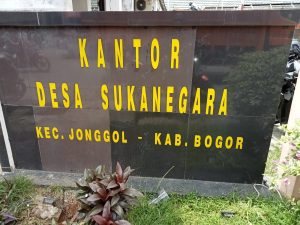 KANTOR
DESA SUKANEGARA
KEC. JONGGOL - KAB. BOGOR